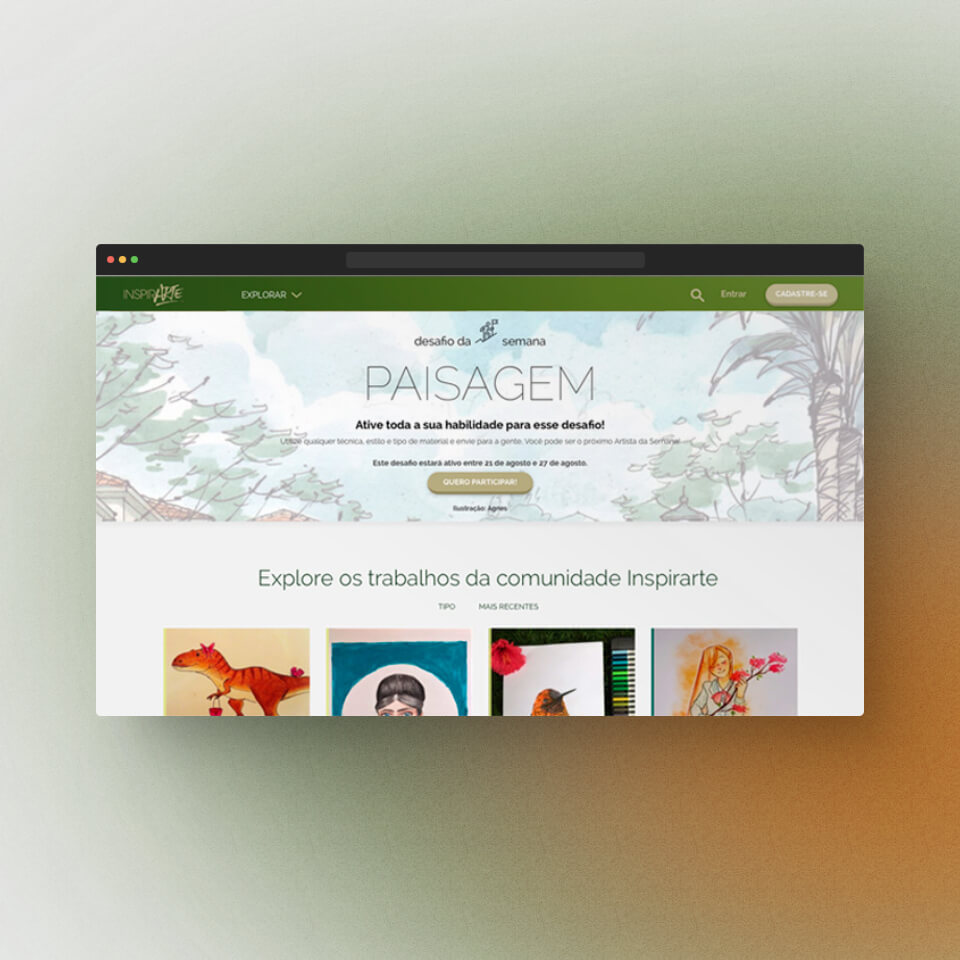 INSPIRARTE
EXPLORAR
Entrar
CADASTRE-SE
desafio da semana
PAISAGEM
Ative toda a sua habilidade para esse desafio!
Utilize qualquer técnica, estilo e tipo de material e envie para a gente. Você pode ser o próximo Artista da Semana!
Este desafio estará ativo entre 21 de agosto e 27 de agosto.
QUERO PARTICIPAR!
Ilustração: Agnes
Explore os trabalhos da comunidade Inspirarte
TIPO
MAIS RECENTES